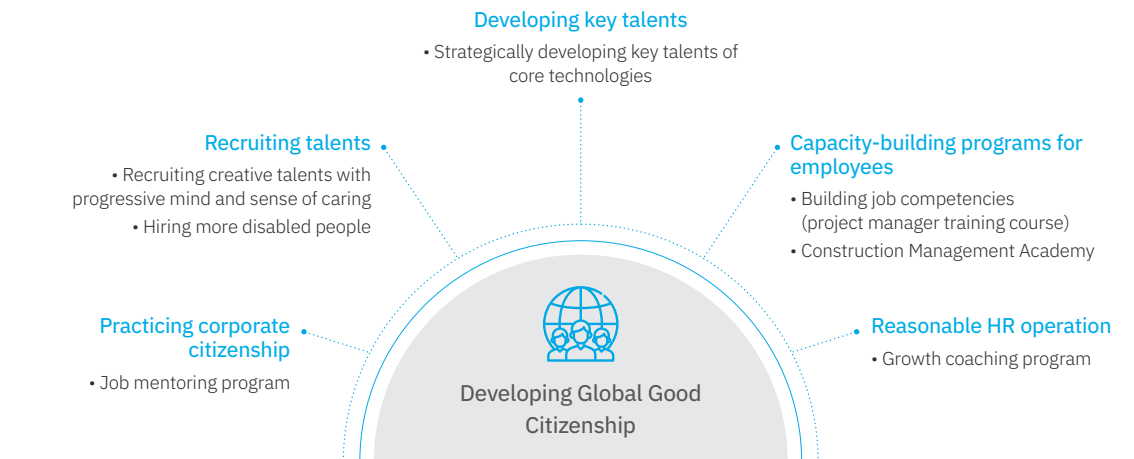 Developing key talents
• Strategically developing key talents of
core technologies
Recruiting talents
• Recruiting creative talents with
progressive mind and sense of caring
• Hiring more disabled people
Capacity-building programs for
employees
• Building job competencies
(project manager training course)
• Construction Management Academy
Practicing corporate
citizenship
• Job mentoring program
Reasonable HR operation
• Growth coaching program
Developing Global Good
Citizenship